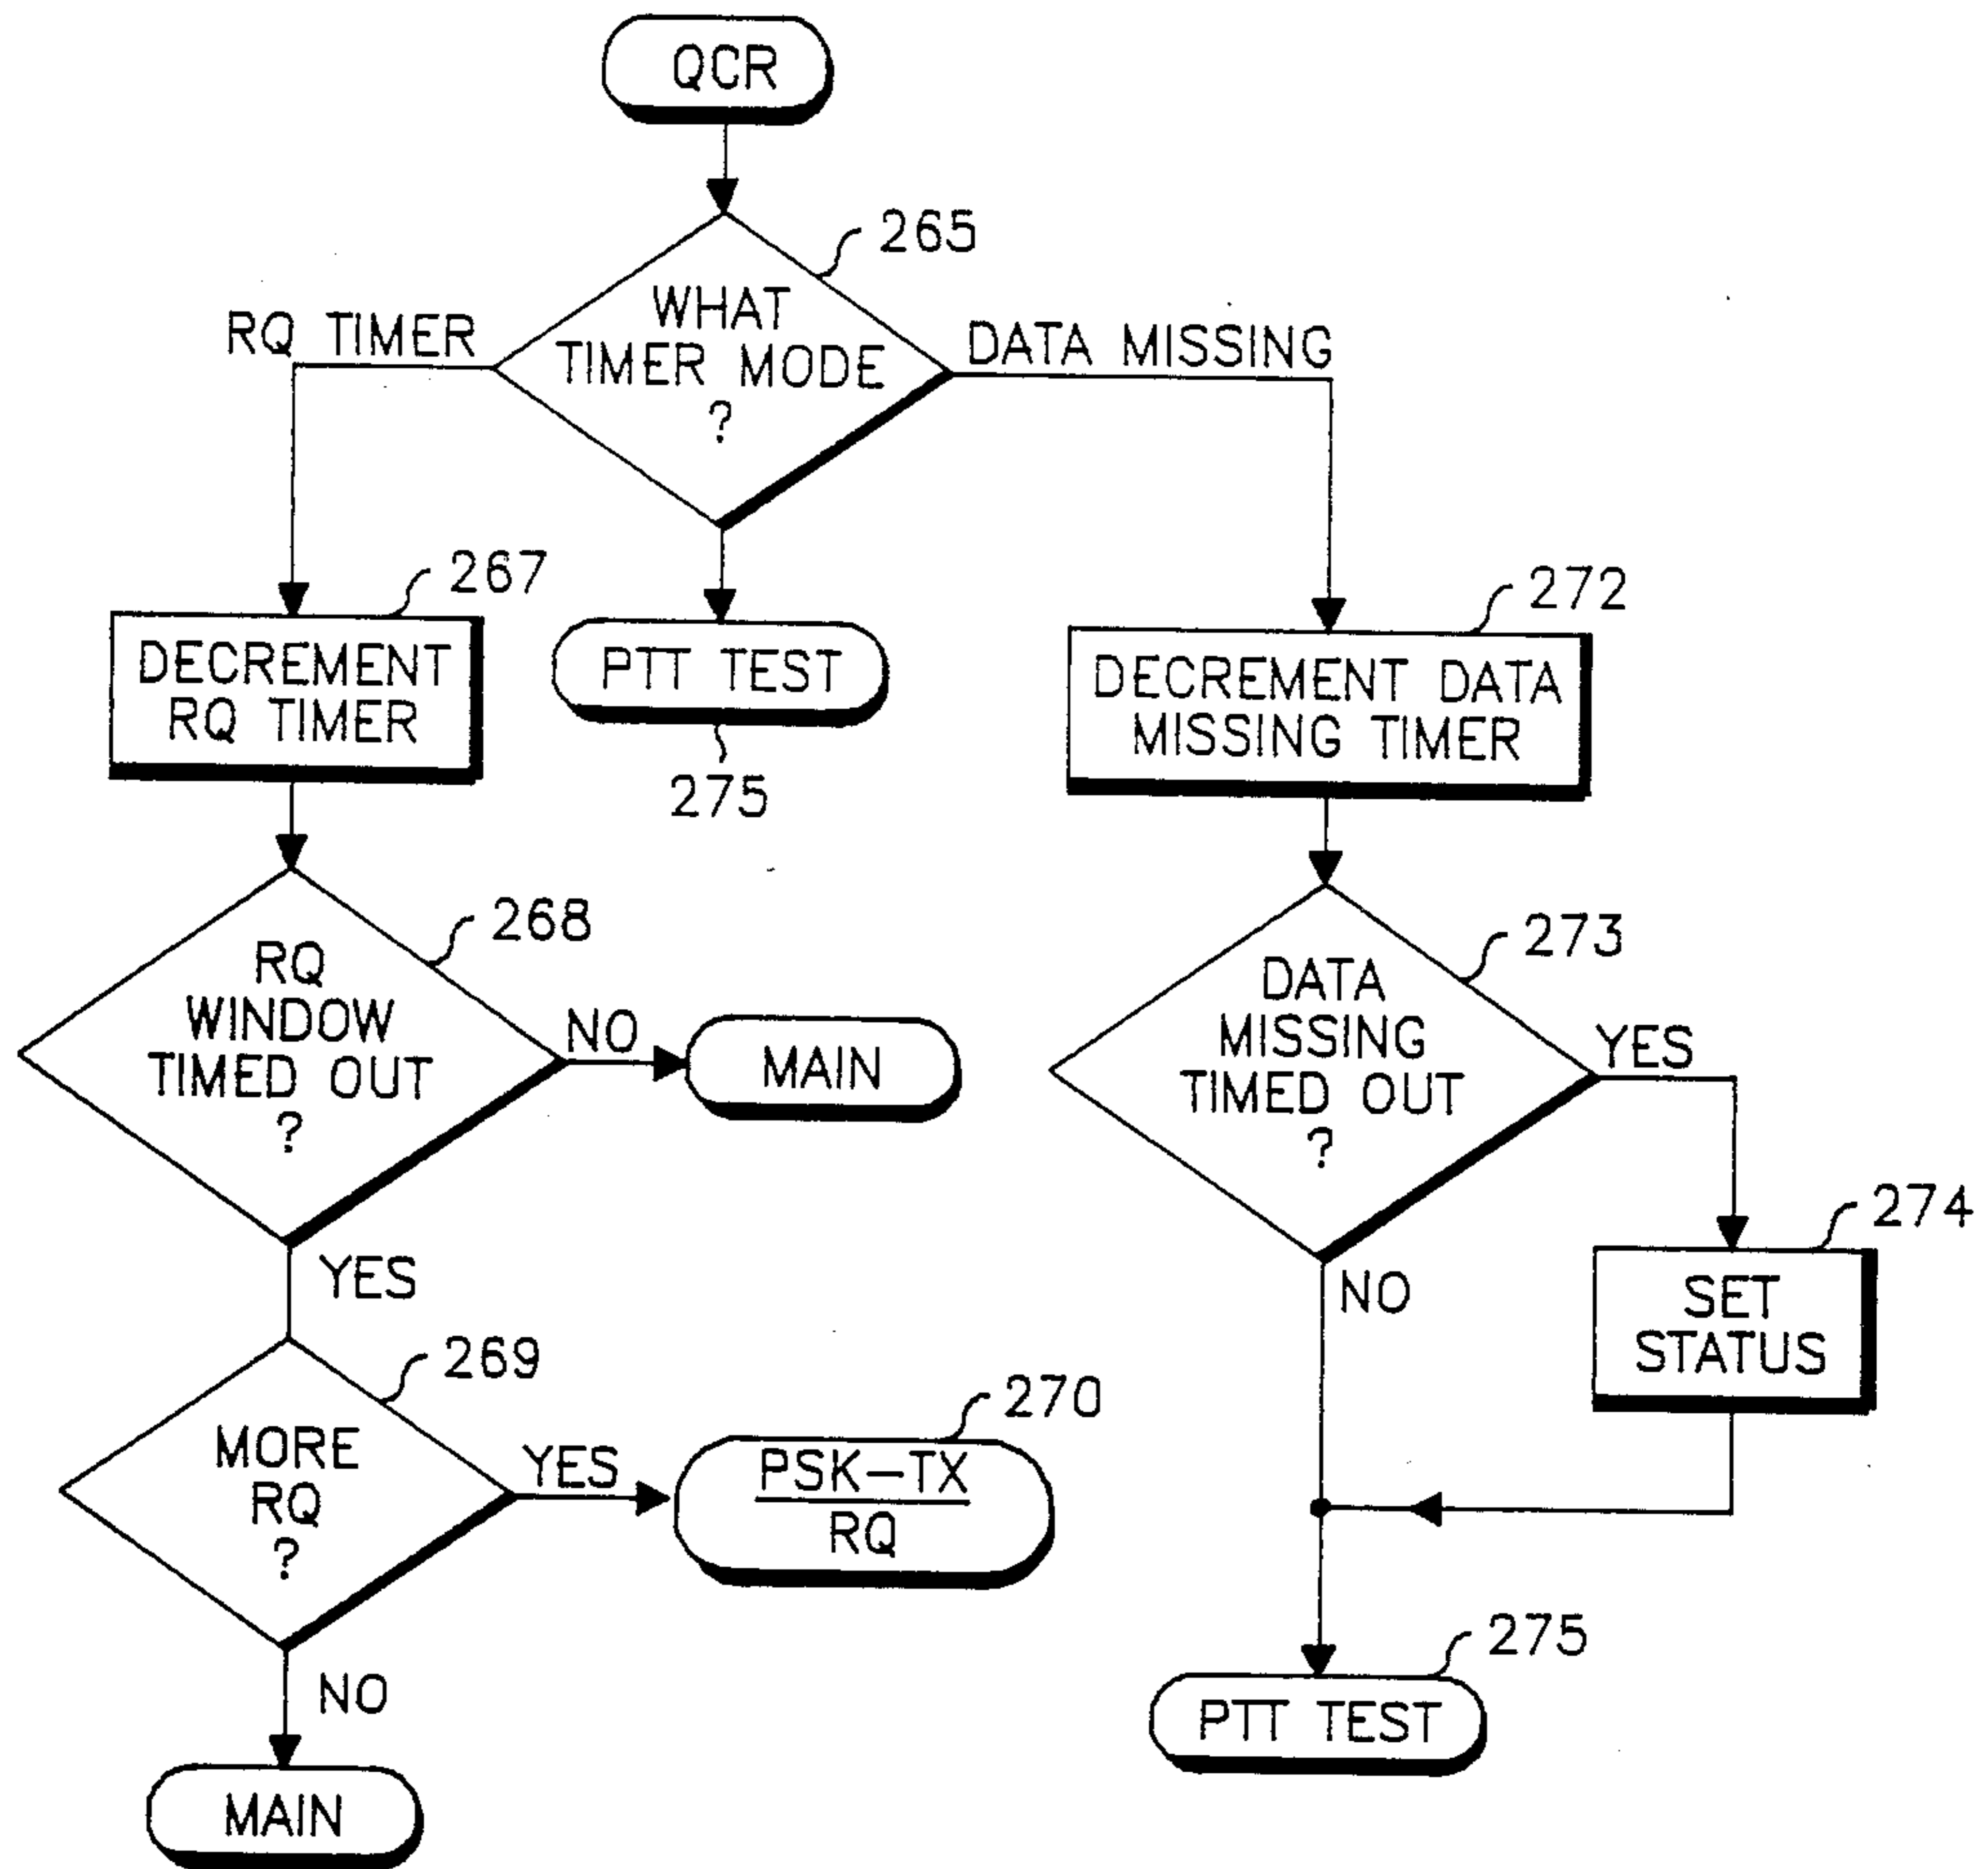 QCR
265
WHAT
TIMER MODE
?
RQ TIMER
DATA MISSING
267
DECREMENT
RQ TIMER
PTT TEST
275
272
DECREMENT DATA
MISSING TIMER
268
RQ
WINDOW
TIMED OUT
?
NO
MAIN
YES
273
DATA
MISSING
TIMED OUT
?
YES
NO
274
SET
STATUS
269
MORE
RQ
?
YES
270
PSK-TX
RQ
NO
MAIN
275
PTT TEST